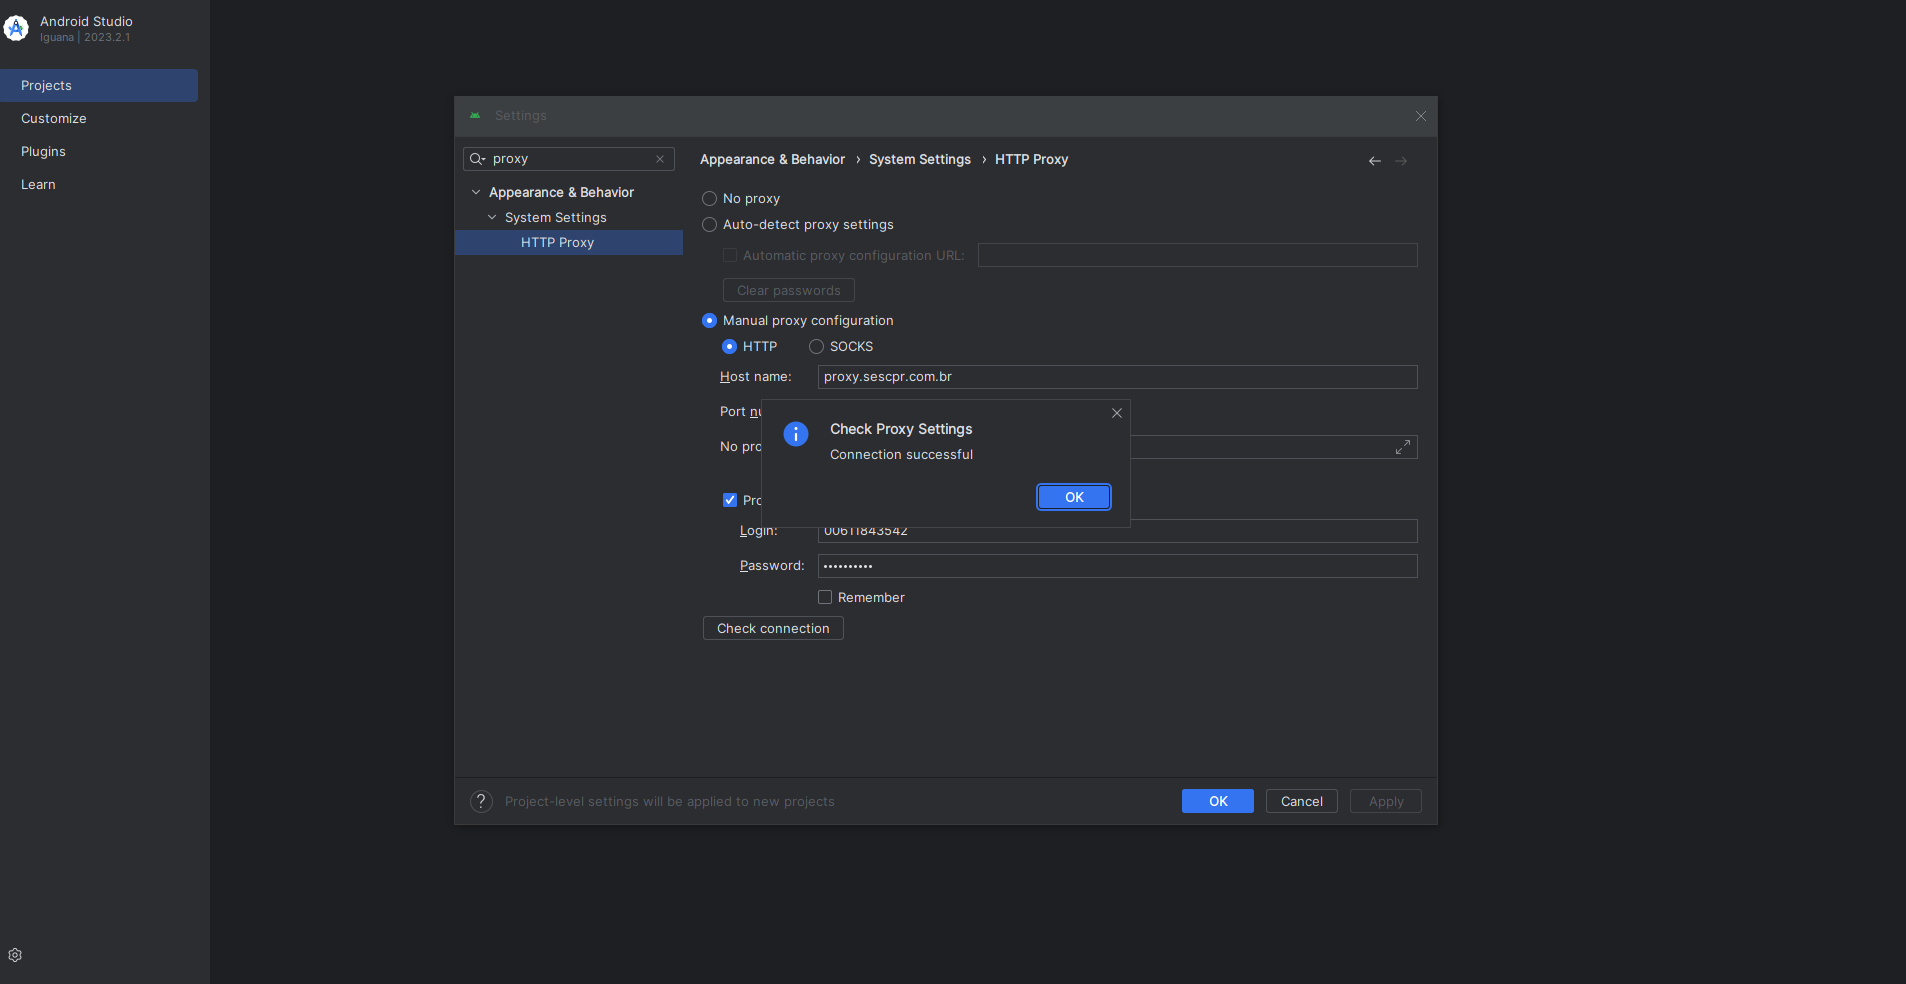 Android Studio
Iguana | 2023.2.1
Projects
Customize
Plugins
Learn
Settings
proxy
Appearance & Behavior
System Settings
HTTP Proxy
Appearance & Behavior › System Settings › HTTP Proxy
No proxy
Auto-detect proxy settings
Automatic proxy configuration URL:
Clear passwords
Manual proxy configuration
HTTP SOCKS
Host name: proxy.sescpr.com.br
Port nu
No pro
Check Proxy Settings
Connection successful
OK
Pro
Login: 00611843542
Password: ••••••••••
Remember
Check connection
? Project-level settings will be applied to new projects
OK Cancel Apply